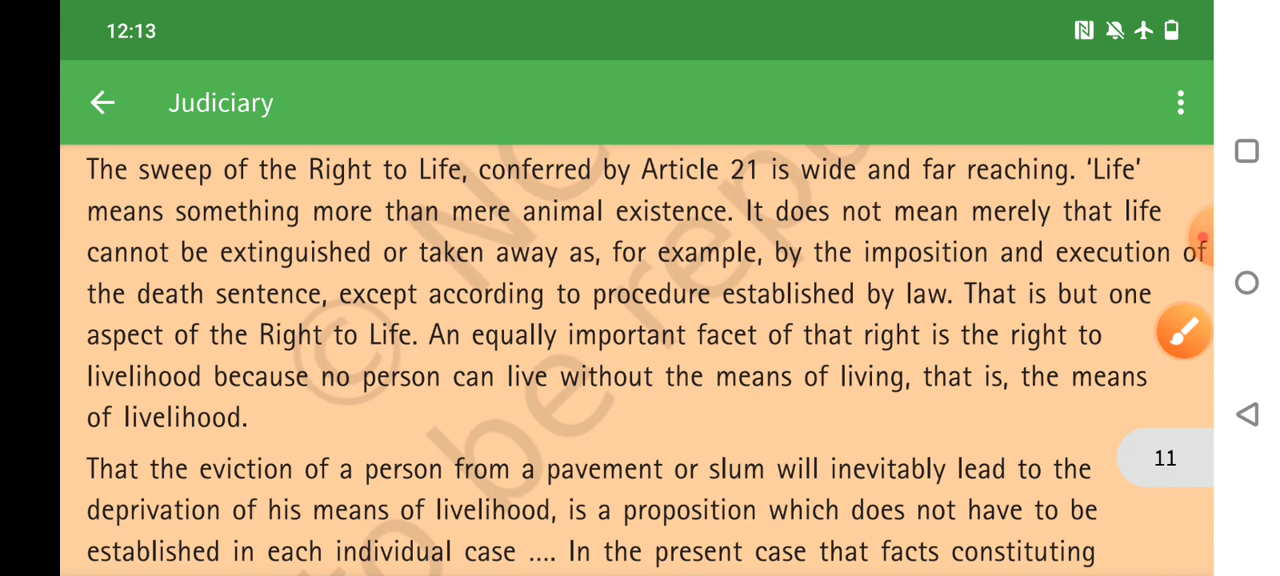 12:13
Judiciary
The sweep of the Right to Life, conferred by Article 21 is wide and far reaching. ‘Life’
means something more than mere animal existence. It does not mean merely that life
cannot be extinguished or taken away as, for example, by the imposition and execution of
the death sentence, except according to procedure established by law. That is but one
aspect of the Right to Life. An equally important facet of that right is the right to
livelihood because no person can live without the means of living, that is, the means
of livelihood.
11
That the eviction of a person from a pavement or slum will inevitably lead to the
deprivation of his means of livelihood, is a proposition which does not have to be
established in each individual case .... In the present case that facts constituting
©
to be rep